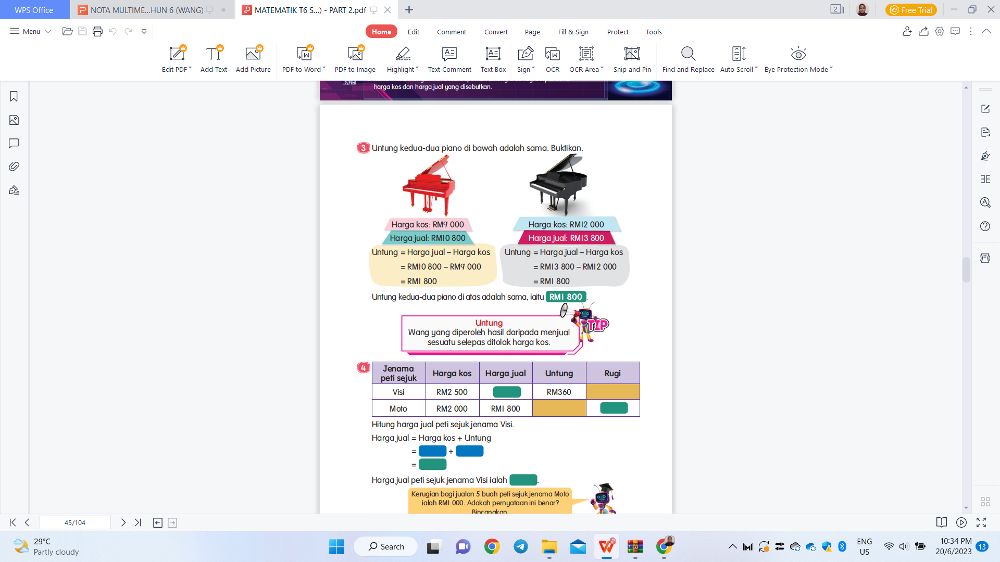 WPS Office
NOTA MULTIME...HUN 6 (WANG)
MATEMATIK T6 S...) - PART 2.pdf
2
Free Trial
Menu
Home
Edit
Comment
Convert
Page
Fill & Sign
Protect
Tools
Edit PDF
Add Text
Add Picture
PDF to Word
PDF to Image
Highlight
Text Comment
Text Box
Sign
OCR
OCR Area
Snip and Pin
Find and Replace
Auto Scroll
Eye Protection Mode
harga kos dan harga jual yang disebutkan.
3 Untung kedua-dua piano di bawah adalah sama. Buktikan.
Harga kos: RM9 000
Harga jual: RM10 800
Untung = Harga jual – Harga kos
= RM10 800 – RM9 000
= RM1 800
Harga kos: RM12 000
Harga jual: RM13 800
Untung = Harga jual – Harga kos
= RM13 800 – RM12 000
= RM1 800
Untung kedua-dua piano di atas adalah sama, iaitu RM1 800.
Untung
Wang yang diperoleh hasil daripada menjual
sesuatu selepas ditolak harga kos.
TIP
4
Jenama peti sejuk Harga kos Harga jual Untung Rugi
Visi RM2 500 RM360
Moto RM2 000 RM1 800
Hitung harga jual peti sejuk jenama Visi.
Harga jual = Harga kos + Untung
= +
=
Harga jual peti sejuk jenama Visi ialah .
Kerugian bagi jualan 5 buah peti sejuk jenama Moto
ialah RM1 000. Adakah pernyataan ini benar?
Bincangkan.
45/104
29°C
Partly cloudy
Search
ENG
US
10:34 PM
20/6/2023
13